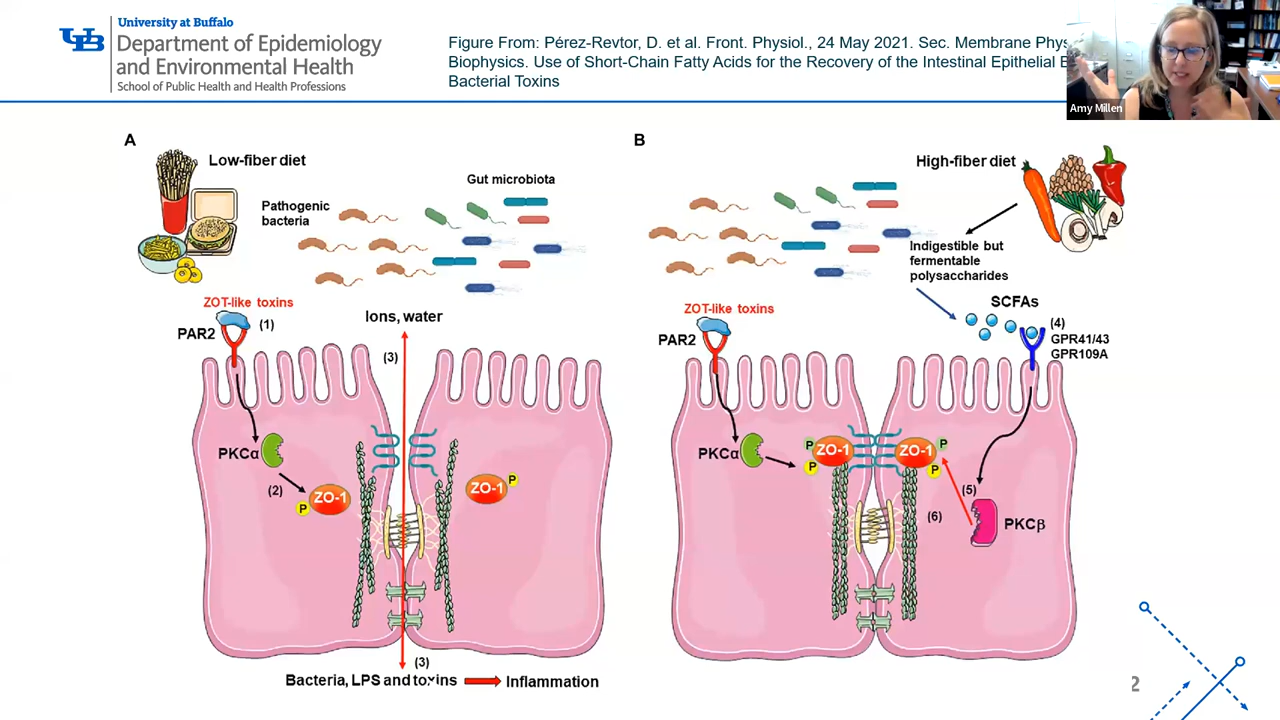 University at Buffalo
UB
Department of Epidemiology
and Environmental Health
School of Public Health and Health Professions
Figure From: Pérez-Revtor, D. et al. Front. Physiol., 24 May 2021. Sec. Membrane
Biophysics. Use of Short-Chain Fatty Acids for the Recovery of the Intestinal Epithelial
Bacterial Toxins
Amy Millen
A
Low-fiber diet
Pathogenic
bacteria
Gut microbiota
ZOT-like toxins
PAR2
(1)
Ions, water
(3)
PKCα
(2)
ZO-1
P
ZO-1
P
(3)
Bacteria, LPS and toxins
Inflammation
B
High-fiber diet
Indigestible but
fermentable
polysaccharides
SCFAs
ZOT-like toxins
PAR2
(4)
GPR41/43
GPR109A
PKCα
P
P
ZO-1
ZO-1
P
P
(5)
(6)
PKCβ
2